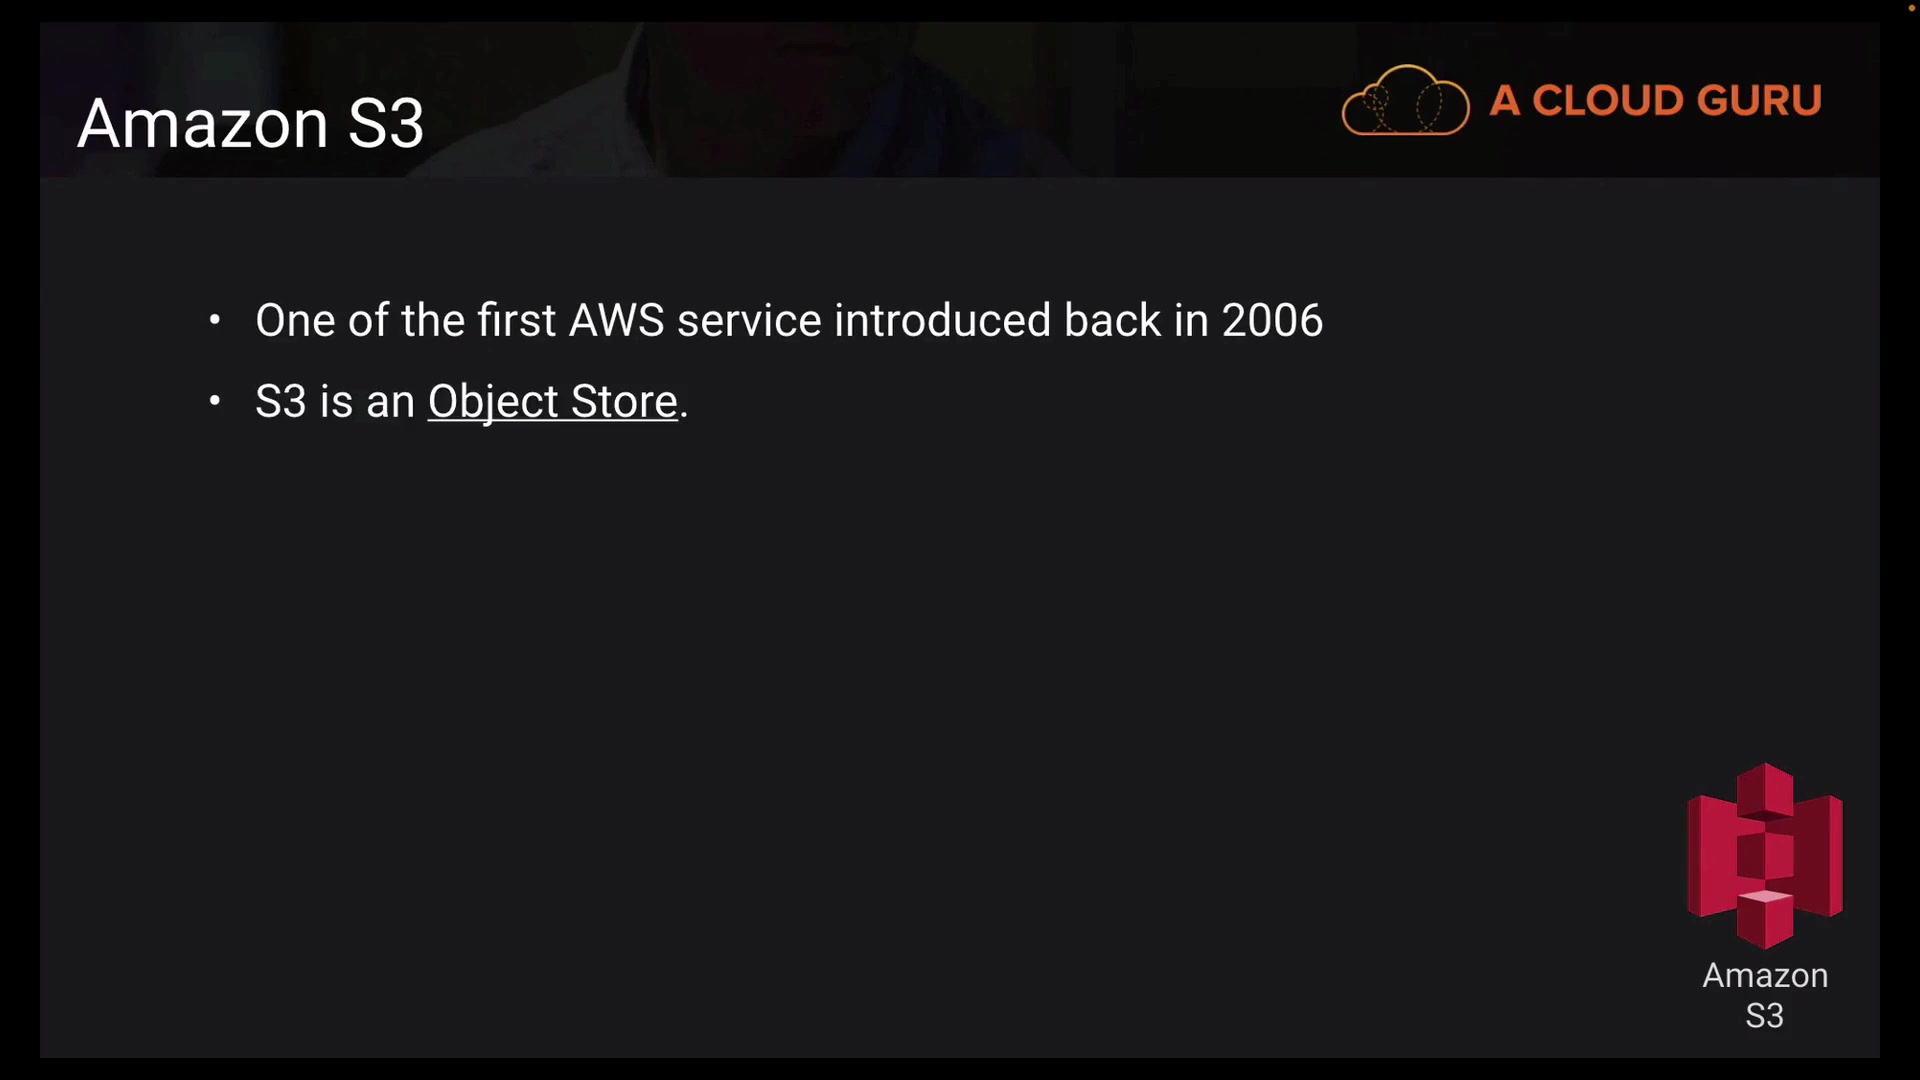 Amazon S3
A CLOUD GURU
• One of the first AWS service introduced back in 2006
• S3 is an Object Store.
Amazon
S3